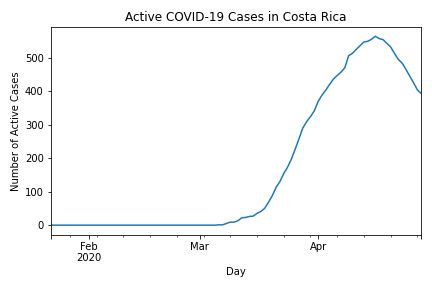 Active COVID-19 Cases in Costa Rica
Number of Active Cases
500
400
300
200
100
0
Feb
2020
Mar
Apr
Day